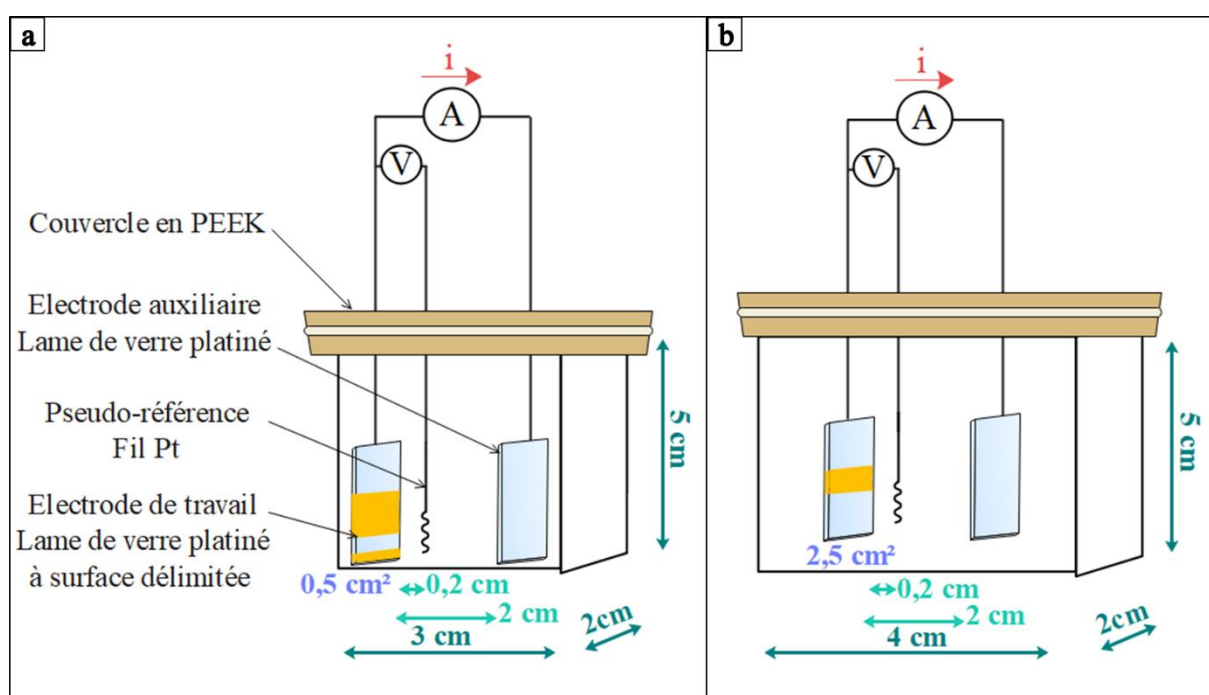 a
i
A
V
Couvercle en PEEK
Electrode auxiliaire
Lame de verre platiné
Pseudo-référence
Fil Pt
Electrode de travail
Lame de verre platiné
à surface délimitée
0,5 cm²
0,2 cm
2 cm
3 cm
2cm
5 cm
b
i
A
V
2,5 cm²
0,2 cm
2 cm
4 cm
2cm
5 cm